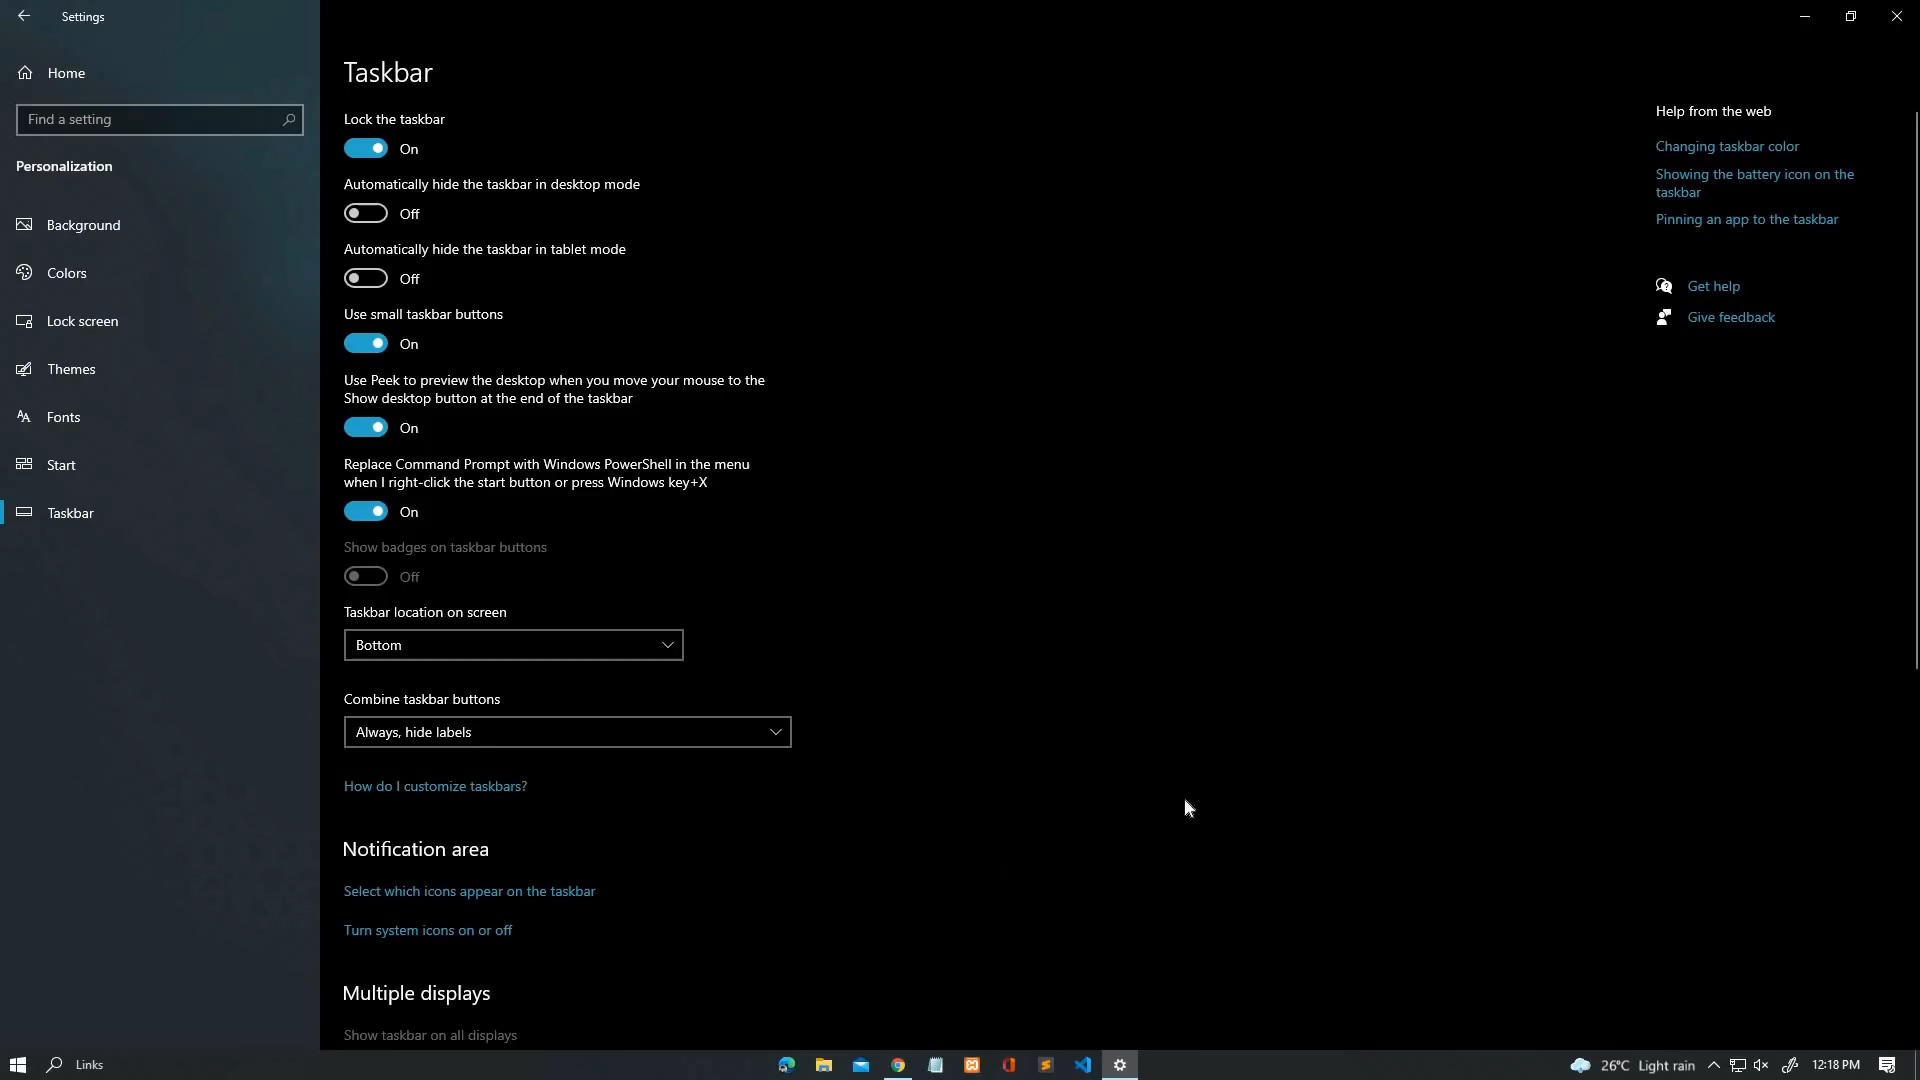 Settings
Home
Find a setting
Personalization
Background
Colors
Lock screen
Themes
Fonts
Start
Taskbar
Taskbar
Lock the taskbar
On
Automatically hide the taskbar in desktop mode
Off
Automatically hide the taskbar in tablet mode
Off
Use small taskbar buttons
On
Use Peek to preview the desktop when you move your mouse to the
Show desktop button at the end of the taskbar
On
Replace Command Prompt with Windows PowerShell in the menu
when I right-click the start button or press Windows key+X
On
Show badges on taskbar buttons
Off
Taskbar location on screen
Bottom
Combine taskbar buttons
Always, hide labels
How do I customize taskbars?
Notification area
Select which icons appear on the taskbar
Turn system icons on or off
Multiple displays
Show taskbar on all displays
Help from the web
Changing taskbar color
Showing the battery icon on the
taskbar
Pinning an app to the taskbar
Get help
Give feedback
Links
26°C Light rain
12:18 PM